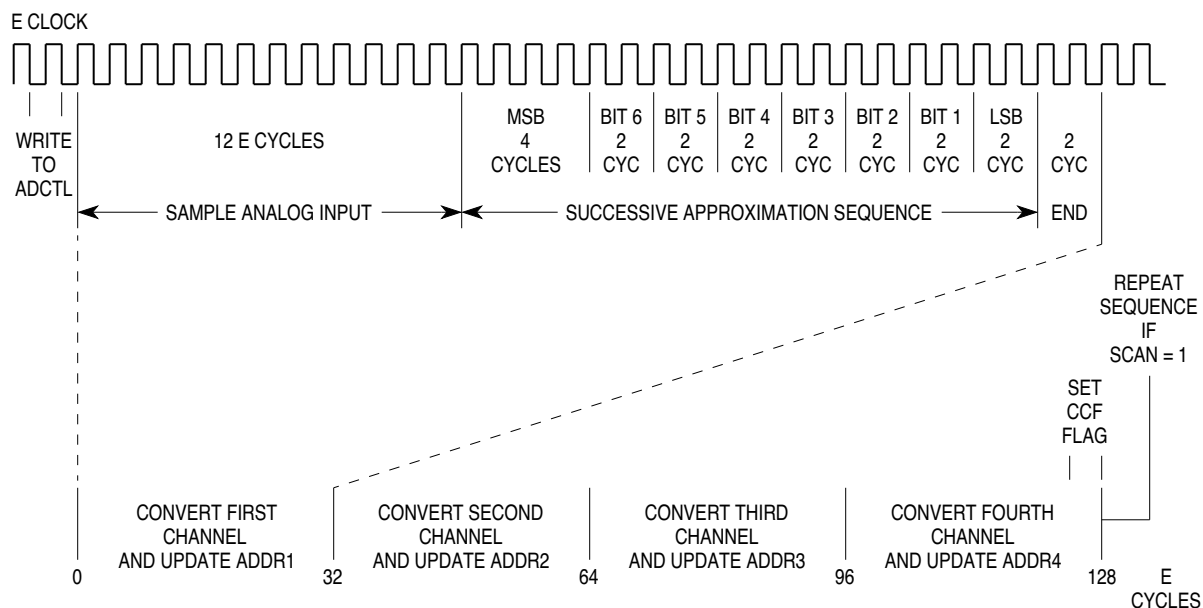 E CLOCK
WRITE
TO
ADCTL
12 E CYCLES
MSB
4
CYCLES
BIT 6
2
CYC
BIT 5
2
CYC
BIT 4
2
CYC
BIT 3
2
CYC
BIT 2
2
CYC
BIT 1
2
CYC
LSB
2
CYC
2
CYC
SAMPLE ANALOG INPUT
SUCCESSIVE APPROXIMATION SEQUENCE
END
REPEAT
SEQUENCE
IF
SCAN = 1
SET
CCF
FLAG
CONVERT FIRST
CHANNEL
AND UPDATE ADDR1
CONVERT SECOND
CHANNEL
AND UPDATE ADDR2
CONVERT THIRD
CHANNEL
AND UPDATE ADDR3
CONVERT FOURTH
CHANNEL
AND UPDATE ADDR4
0
32
64
96
128
E
CYCLES